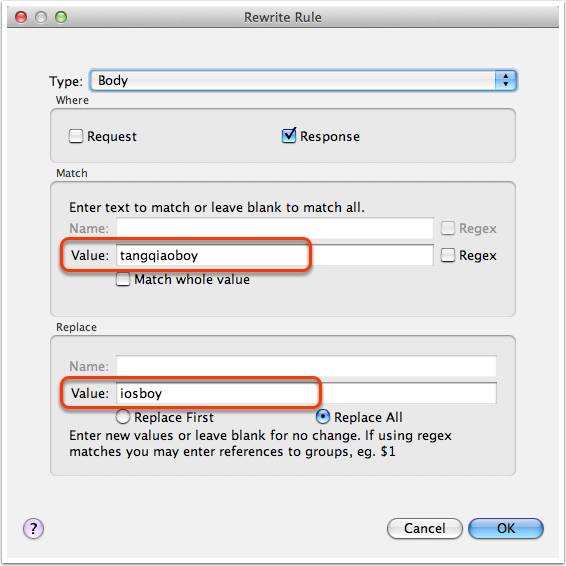 Rewrite Rule
Type: Body
Where
Request Response
Match
Enter text to match or leave blank to match all.
Name: Regex
Value: tangqiaoboy Regex
Match whole value
Replace
Name:
Value: iosboy
Replace First Replace All
Enter new values or leave blank for no change. If using regex
matches you may enter references to groups, eg. $1
? Cancel OK